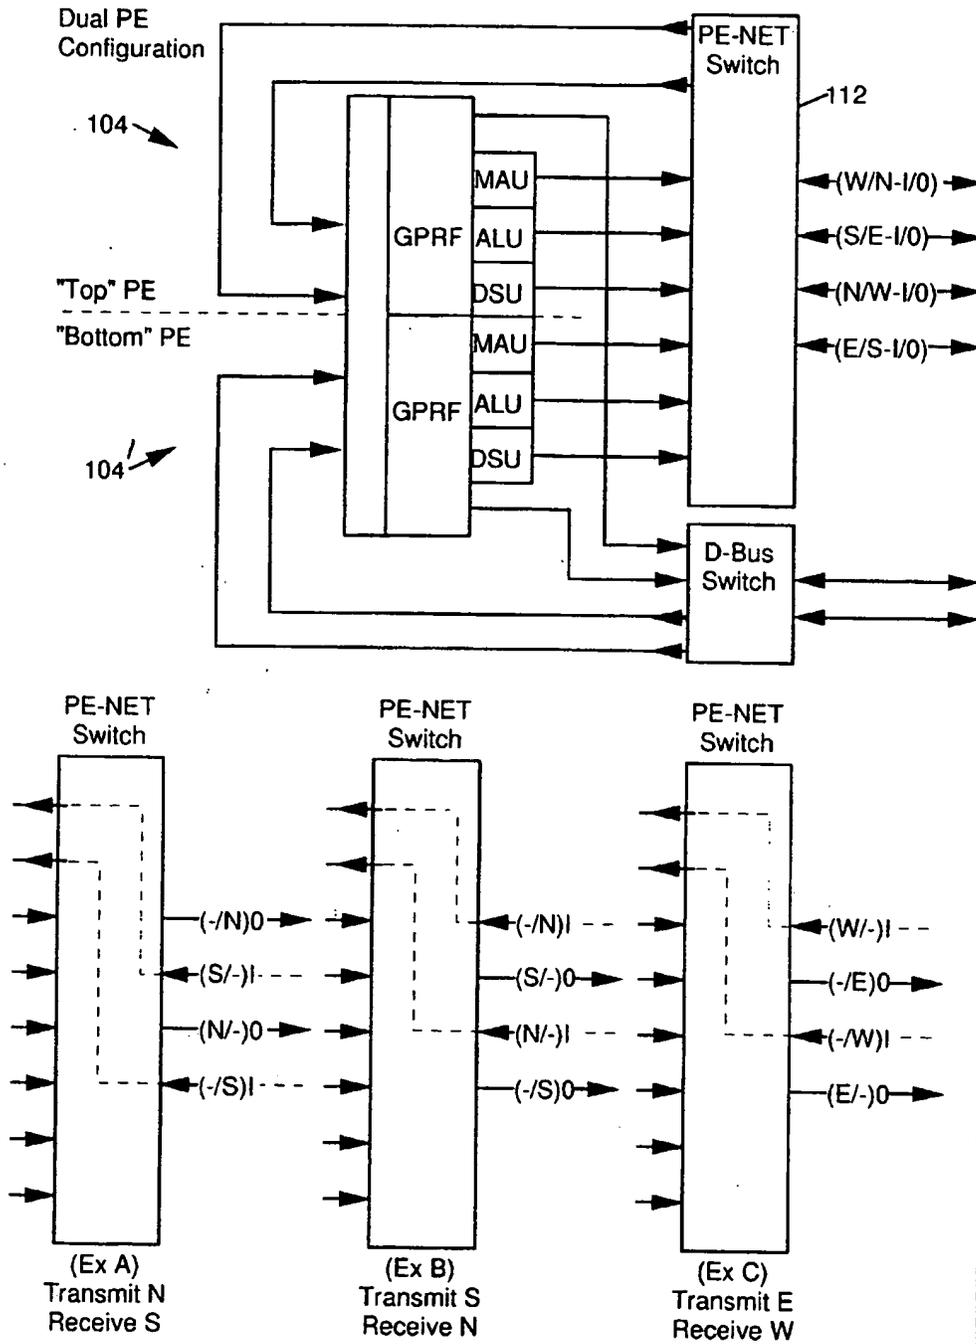 Dual PE
Configuration
PE-NET
Switch
112
104
(W/N-I/0)
MAU
GPRF
ALU
(S/E-I/0)
"Top" PE
DSU
(N/W-I/0)
"Bottom" PE
MAU
(E/S-I/0)
GPRF
ALU
104'
DSU
D-Bus
Switch
PE-NET
Switch
PE-NET
Switch
PE-NET
Switch
(-/N)0
(S/-)I
(N/-)0
(-/S)I
(-/N)I
(S/-)0
(N/-)I
(-/S)0
(W/-)I
(-/E)0
(-/W)I
(E/-)0
(Ex A)
Transmit N
Receive S
(Ex B)
Transmit S
Receive N
(Ex C)
Transmit E
Receive W